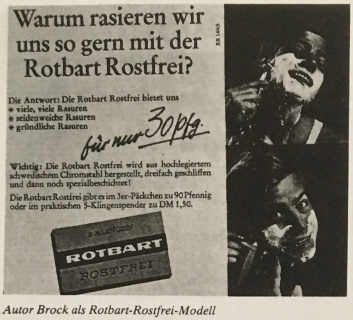 Warum rasieren wir
uns so gern mit der
Rotbart Rostfrei?
Die Antwort: Die Rotbart Rostfrei bietet uns
* viele, viele Rasuren
* seidenweiche Rasuren
* gründliche Rasuren
für nur 30 Pfg.
Wichtig: Die Rotbart Rostfrei wird aus hochlegiertem
schwedischem Chromstahl hergestellt, dreifach geschliffen
und dann noch spezialbeschichtet!
Die Rotbart Rostfrei gibt es im 3er-Päckchen zu 90 Pfennig
oder im praktischen 5-Klingenspender zu DM 1,50.
3 KLINGEN
ROTBART
ROSTFREI
Autor Brock als Rotbart-Rostfrei-Modell